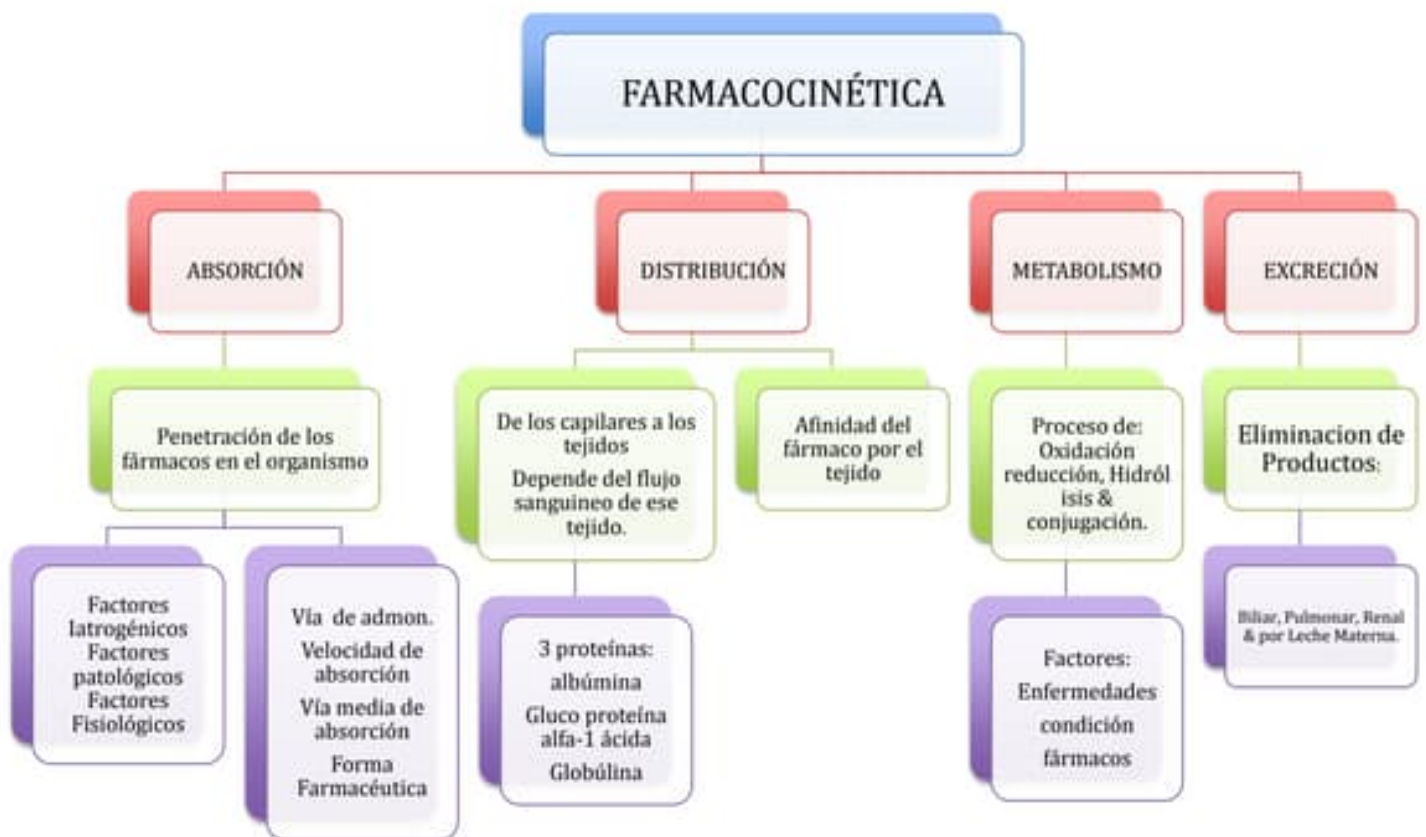 FARMACOCINÉTICA
ABSORCIÓN
DISTRIBUCIÓN
METABOLISMO
EXCRECIÓN
Penetración de los
fármacos en el organismo
De los capilares a los
tejidos
Depende del flujo
sanguineo de ese
tejido.
Afinidad del
fármaco por el
tejido
Proceso de:
Oxidación
reducción, Hidról
isis &
conjugación.
Eliminacion de
Productos:
Factores
Iatrogénicos
Factores
patológicos
Factores
Fisiológicos
Vía de admon.
Velocidad de
absorción
Vía media de
absorción
Forma
Farmacéutica
3 proteínas:
albúmina
Gluco proteína
alfa-1 ácida
Globúlina
Factores:
Enfermedades
condición
fármacos
Biliar, Pulmonar, Renal
& por Leche Materna.